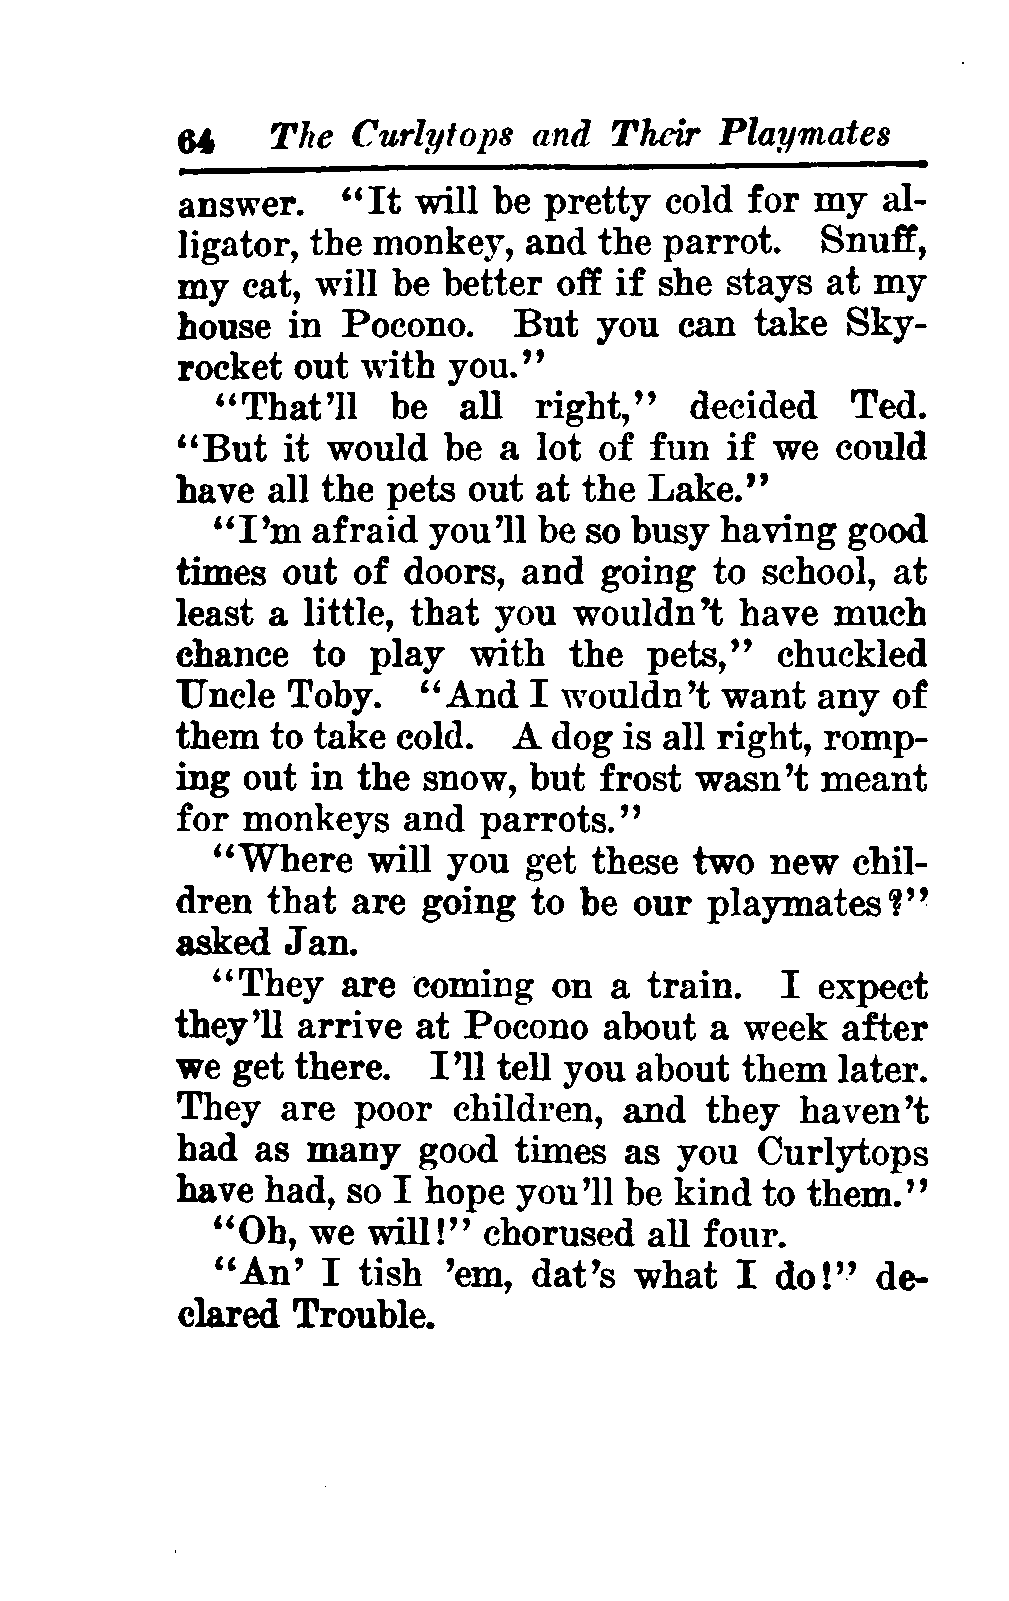 64 The Curlytops and Their Playmates
answer. “It will be pretty cold for my al-
ligator, the monkey, and the parrot. Snuff,
my cat, will be better off if she stays at my
house in Pocono. But you can take Sky-
rocket out with you.”
“That’ll be all right,” decided Ted.
“But it would be a lot of fun if we could
have all the pets out at the Lake.”
“I’m afraid you’ll be so busy having good
times out of doors, and going to school, at
least a little, that you wouldn’t have much
chance to play with the pets,” chuckled
Uncle Toby. “And I wouldn’t want any of
them to take cold. A dog is all right, romp-
ing out in the snow, but frost wasn’t meant
for monkeys and parrots.”
“Where will you get these two new chil-
dren that are going to be our playmates?”
asked Jan.
“They are coming on a train. I expect
they’ll arrive at Pocono about a week after
we get there. I’ll tell you about them later.
They are poor children, and they haven’t
had as many good times as you Curlytops
have had, so I hope you’ll be kind to them.”
“Oh, we will!” chorused all four.
“An’ I tish ’em, dat’s what I do!” de-
clared Trouble.